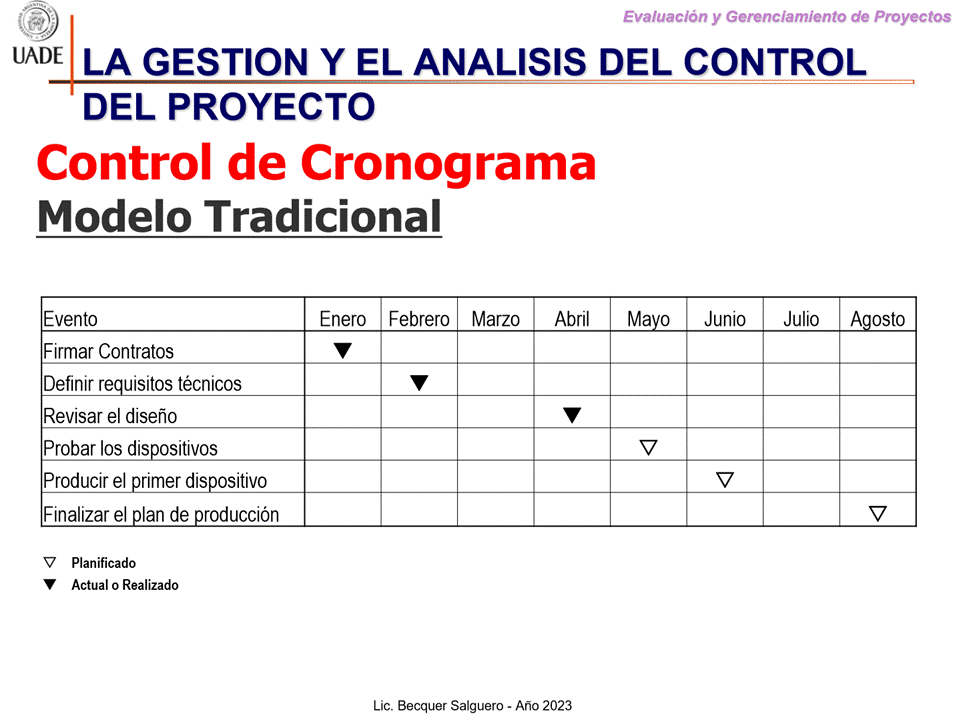 Evaluación y Gerenciamiento de Proyectos
UADE
LA GESTION Y EL ANALISIS DEL CONTROL
DEL PROYECTO
Control de Cronograma
Modelo Tradicional
Evento Enero Febrero Marzo Abril Mayo Junio Julio Agosto
Firmar Contratos ▼
Definir requisitos técnicos ▼
Revisar el diseño ▼
Probar los dispositivos ▽
Producir el primer dispositivo ▽
Finalizar el plan de producción ▽
▽ Planificado
▼ Actual o Realizado
Lic. Becquer Salguero - Año 2023